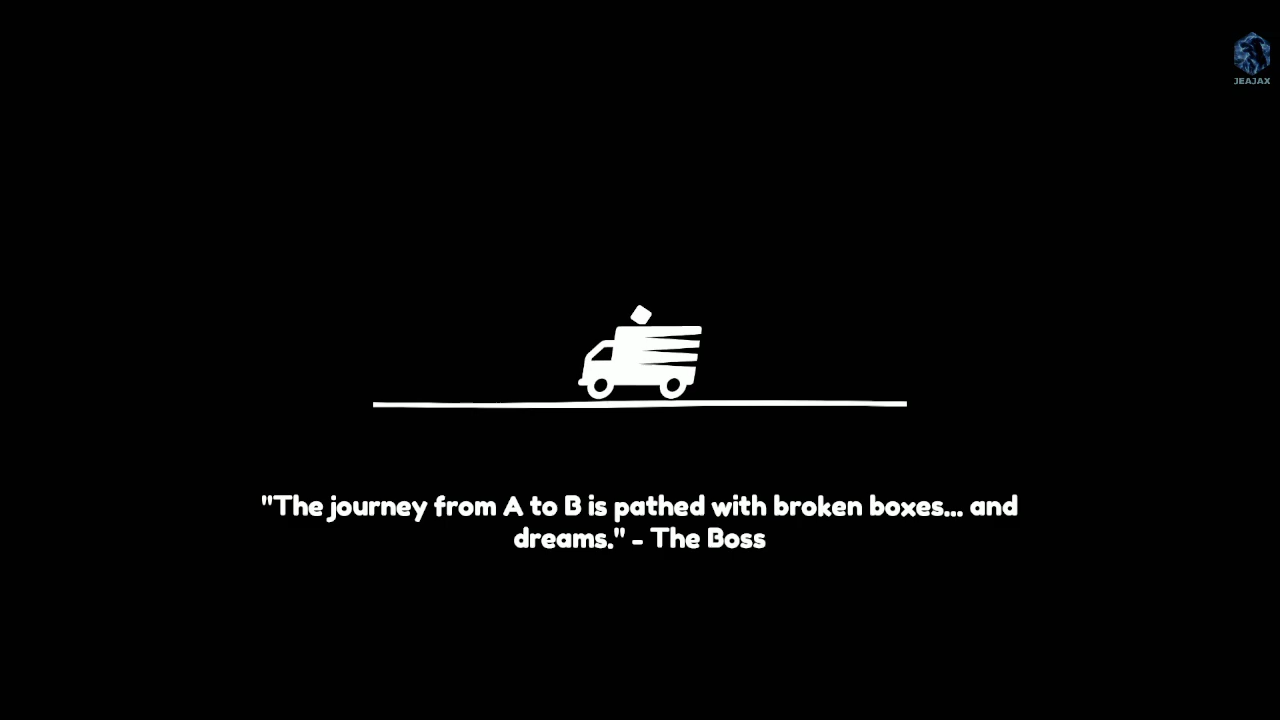 JEAJAX
"The journey from A to B is pathed with broken boxes... and
dreams." - The Boss